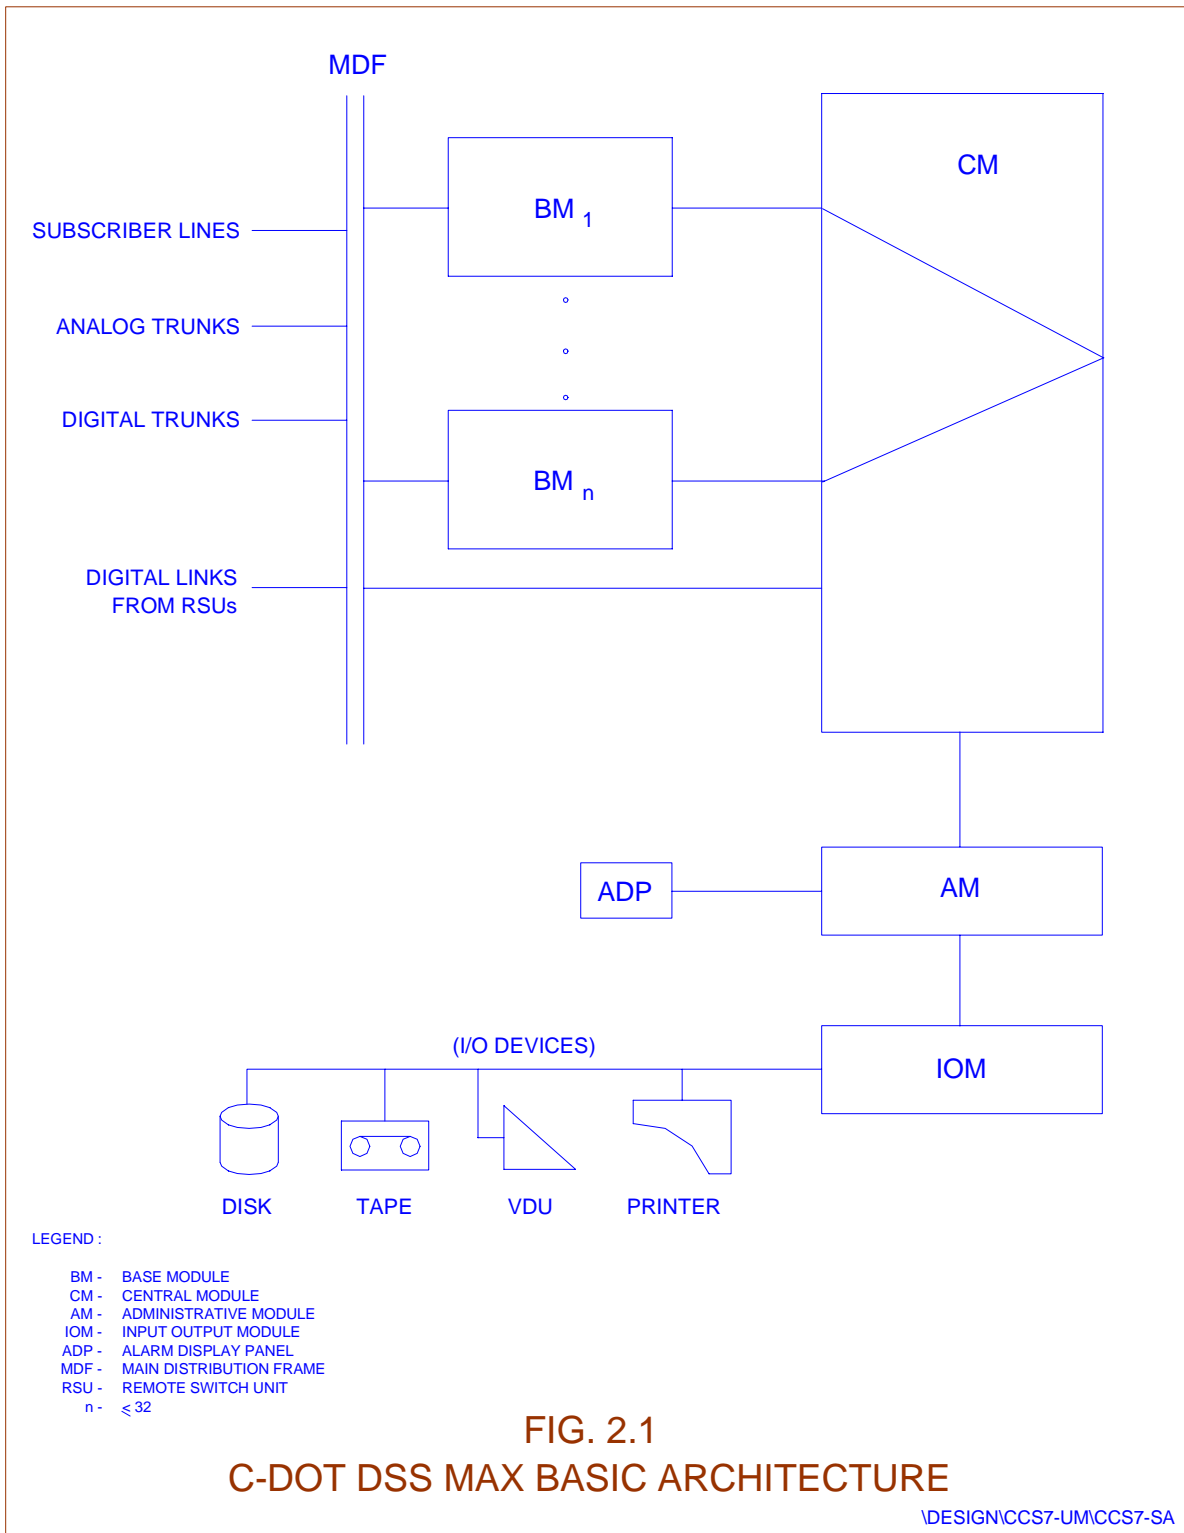 MDF
CM
BM 1
SUBSCRIBER LINES
ANALOG TRUNKS
DIGITAL TRUNKS
BM n
DIGITAL LINKS
FROM RSUs
ADP
AM
(I/O DEVICES)
IOM
DISK TAPE VDU PRINTER
LEGEND :
BM - BASE MODULE
CM - CENTRAL MODULE
AM - ADMINISTRATIVE MODULE
IOM - INPUT OUTPUT MODULE
ADP - ALARM DISPLAY PANEL
MDF - MAIN DISTRIBUTION FRAME
RSU - REMOTE SWITCH UNIT
n - ⩽ 32
FIG. 2.1
C-DOT DSS MAX BASIC ARCHITECTURE
\DESIGN\CCS7-UM\CCS7-SA